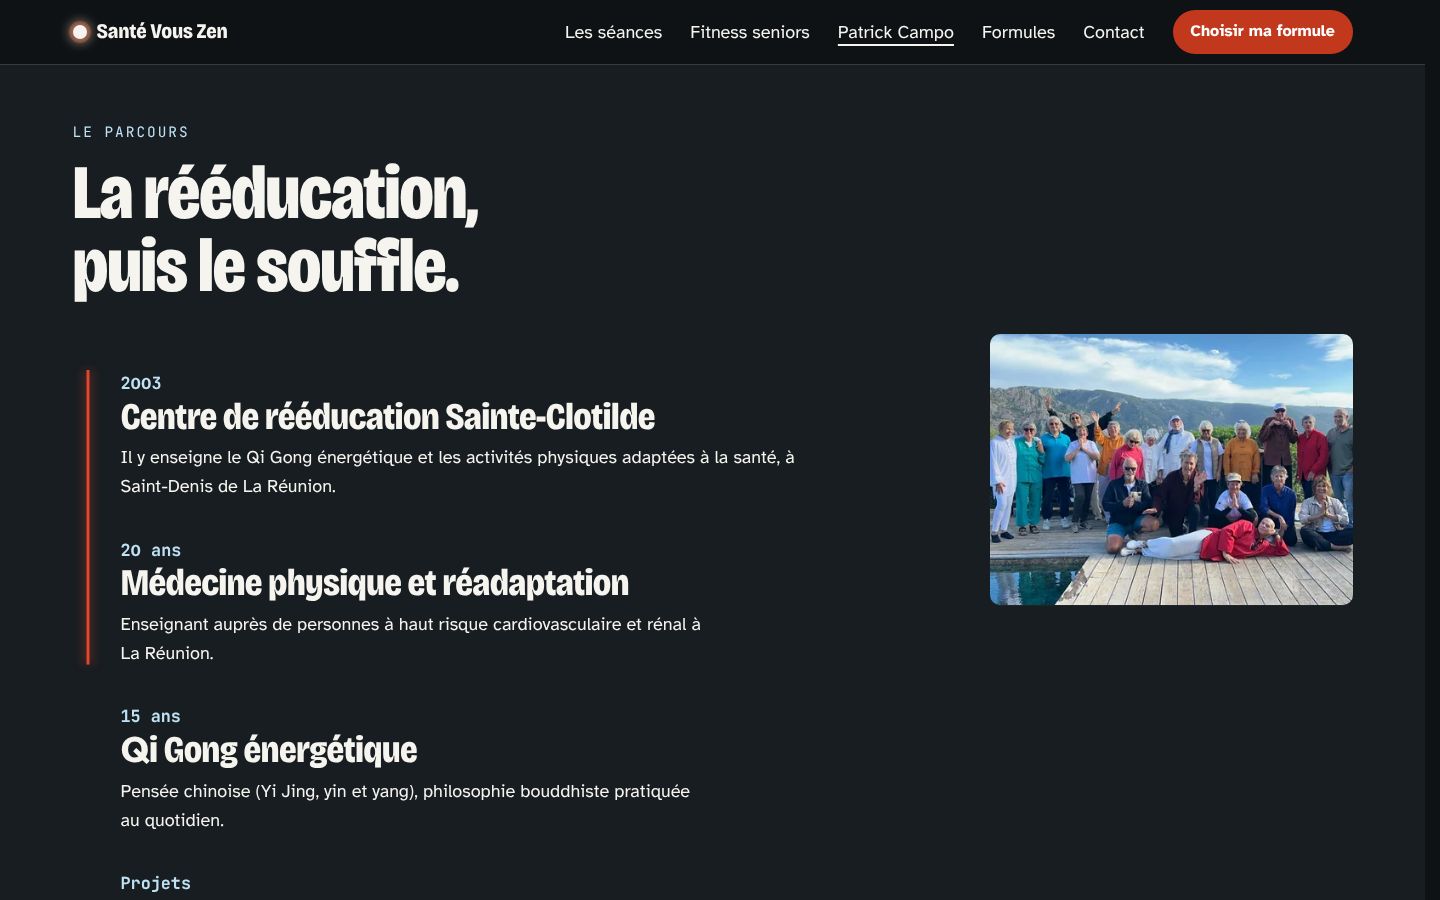 Santé Vous Zen
Les séances
Fitness seniors
Patrick Campo
Formules
Contact
Choisir ma formule
LE PARCOURS
La rééducation,
puis le souffle.
2003
Centre de rééducation Sainte-Clotilde
Il y enseigne le Qi Gong énergétique et les activités physiques adaptées à la santé, à
Saint-Denis de La Réunion.
20 ans
Médecine physique et réadaptation
Enseignant auprès de personnes à haut risque cardiovasculaire et rénal à
La Réunion.
15 ans
Qi Gong énergétique
Pensée chinoise (Yi Jing, yin et yang), philosophie bouddhiste pratiquée
au quotidien.
Projets